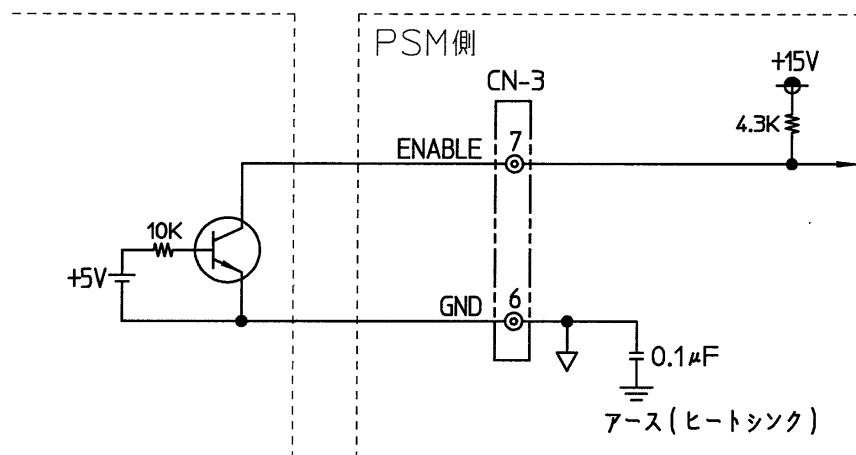 PSM側
CN-3
+15V
4.3K
ENABLE 7
10K
+5V
GND 6
0.1μF
アース(ヒートシンク)